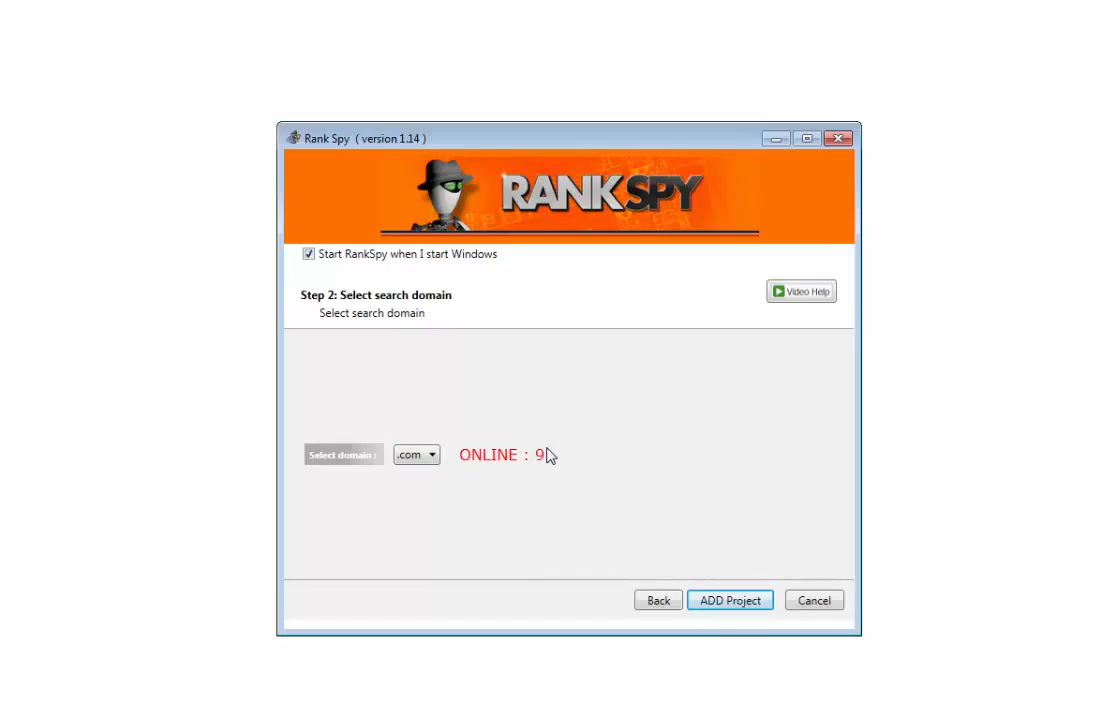 Rank Spy ( version 1.14 )
RANKSPY
Start RankSpy when I start Windows
Step 2: Select search domain
Video Help
Select search domain
Select domain :
.com
ONLINE : 9
Back
ADD Project
Cancel